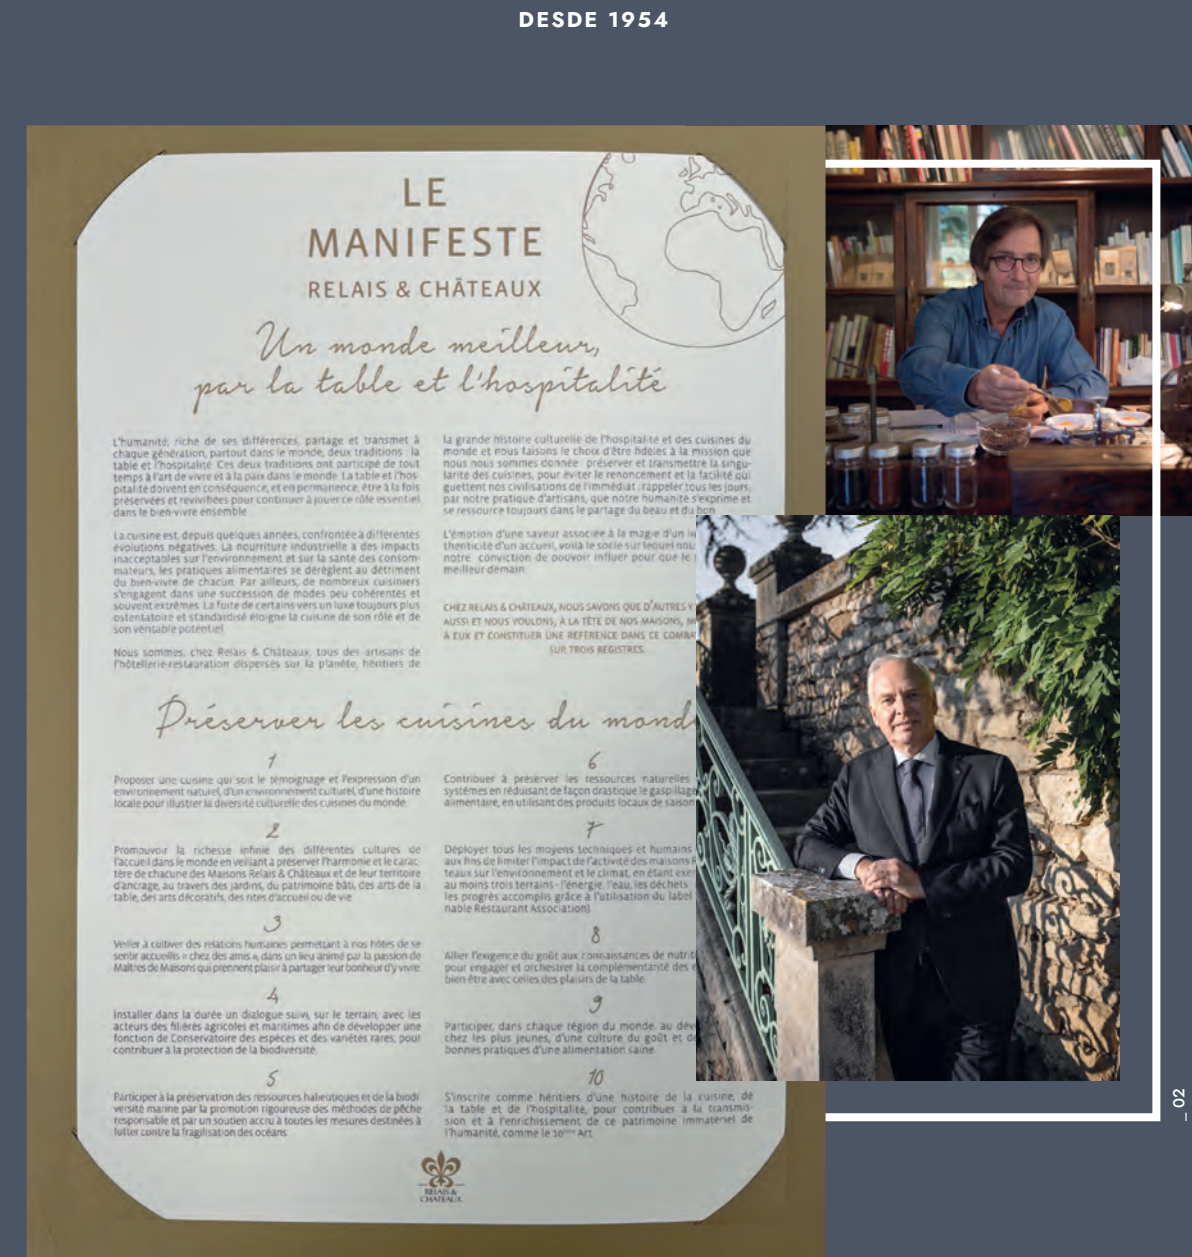 DESDE 1954
LE
MANIFESTE
RELAIS & CHÂTEAUX
Un monde meilleur,
par la table et l'hospitalité
L'humanité, riche de ses différences, partage et transmet à
chaque génération, partout dans le monde, deux traditions : la
table et l'hospitalité. Ces deux traditions ont participé de tout
temps à l'art de vivre et à la paix dans le monde. La table et l'hos-
pitalité doivent en conséquence, et en permanence, être à la fois
préservées et revivifiées pour continuer à jouer ce rôle essentiel
dans le bien-vivre ensemble.
La cuisine est, depuis quelques années, confrontée à différentes
évolutions négatives. La nourriture industrielle a des impacts
inacceptables sur l'environnement et sur la santé des consom-
mateurs, les pratiques alimentaires se dérèglent au détriment
du bien-vivre de chacun. Par ailleurs, de nombreux cuisiniers
s'engagent dans une succession de modes peu cohérentes et
souvent extrêmes. La fuite de certains vers un luxe toujours plus
ostentatoire et standardisé éloigne la cuisine de son rôle et de
son véritable potentiel.
Nous sommes, chez Relais & Châteaux, tous des artisans de
l'hôtellerie-restauration dispersés sur la planète, héritiers de
la grande histoire culturelle de l'hospitalité et des cuisines du
monde et nous faisons le choix d'être fidèles à la mission que
nous nous sommes donnée : préserver et transmettre la singu-
larité des cuisines, pour éviter le renoncement et la facilité qui
guettent nos civilisations de l'immédiat ; rappeler tous les jours,
par notre pratique d'artisans, que notre humanité s'exprime et
se ressource toujours dans le partage du beau et du bon.
L'émotion d'une saveur associée à la magie d'un
thenticité d'un accueil, voilà le socle sur lequel
notre conviction de pouvoir influer pour que le
meilleur demain.
CHEZ RELAIS & CHÂTEAUX, NOUS SAVONS QUE D'AUTRES
AUSSI ET NOUS VOULONS, À LA TÊTE DE NOS MAISONS,
À EUX ET CONSTITUER UNE RÉFÉRENCE DANS CE
SUR TROIS REGISTRES.
Préserver les cuisines du mond
1
Proposer une cuisine qui soit le témoignage et l'expression d'un
environnement naturel, d'un environnement culturel, d'une histoire
locale pour illustrer la diversité culturelle des cuisines du monde.
2
Promouvoir la richesse infinie des différentes cultures de
l'accueil dans le monde en veillant à préserver l'harmonie et le carac-
tère de chacune des Maisons Relais & Châteaux et de leur territoire
d'ancrage, au travers des jardins, du patrimoine bâti, des arts de la
table, des arts décoratifs, des rites d'accueil ou de vie.
3
Veiller à cultiver des relations humaines permettant à nos hôtes de se
sentir accueillis « chez des amis », dans un lieu animé par la passion de
Maîtres de Maisons qui prennent plaisir à partager leur bonheur d'y vivre.
4
Installer dans la durée un dialogue suivi, sur le terrain, avec les
acteurs des filières agricoles et maritimes afin de développer une
fonction de Conservatoire des espèces et des variétés rares, pour
contribuer à la protection de la biodiversité.
5
Participer à la préservation des ressources halieutiques et de la biodi-
versité marine par la promotion rigoureuse des méthodes de pêche
responsable et par un soutien accru à toutes les mesures destinées à
lutter contre la fragilisation des océans.
6
Contribuer à préserver les ressources naturelles
systèmes en réduisant de façon drastique le gaspillage
alimentaire, en utilisant des produits locaux de saison
7
Déployer tous les moyens techniques et humains
aux fins de limiter l'impact de l'activité des maisons
teaux sur l'environnement et le climat, en étant
au moins trois terrains - l'énergie, l'eau, les déchets
les progrès accomplis grâce à l'utilisation du label
nable Restaurant Association).
8
Allier l'exigence du goût aux connaissances de
pour engager et orchestrer la complémentarité des
bien-être avec celles des plaisirs de la table.
9
Participer, dans chaque région du monde, au
chez les plus jeunes, d'une culture du goût et
bonnes pratiques d'une alimentation saine.
10
S'inscrire comme héritiers d'une histoire de la cuisine, de
la table et de l'hospitalité, pour contribuer à la transmis-
sion et à l'enrichissement de ce patrimoine immatériel de
l'humanité, comme le 10ème Art.
RELAIS &
CHATEAUX
_ 02